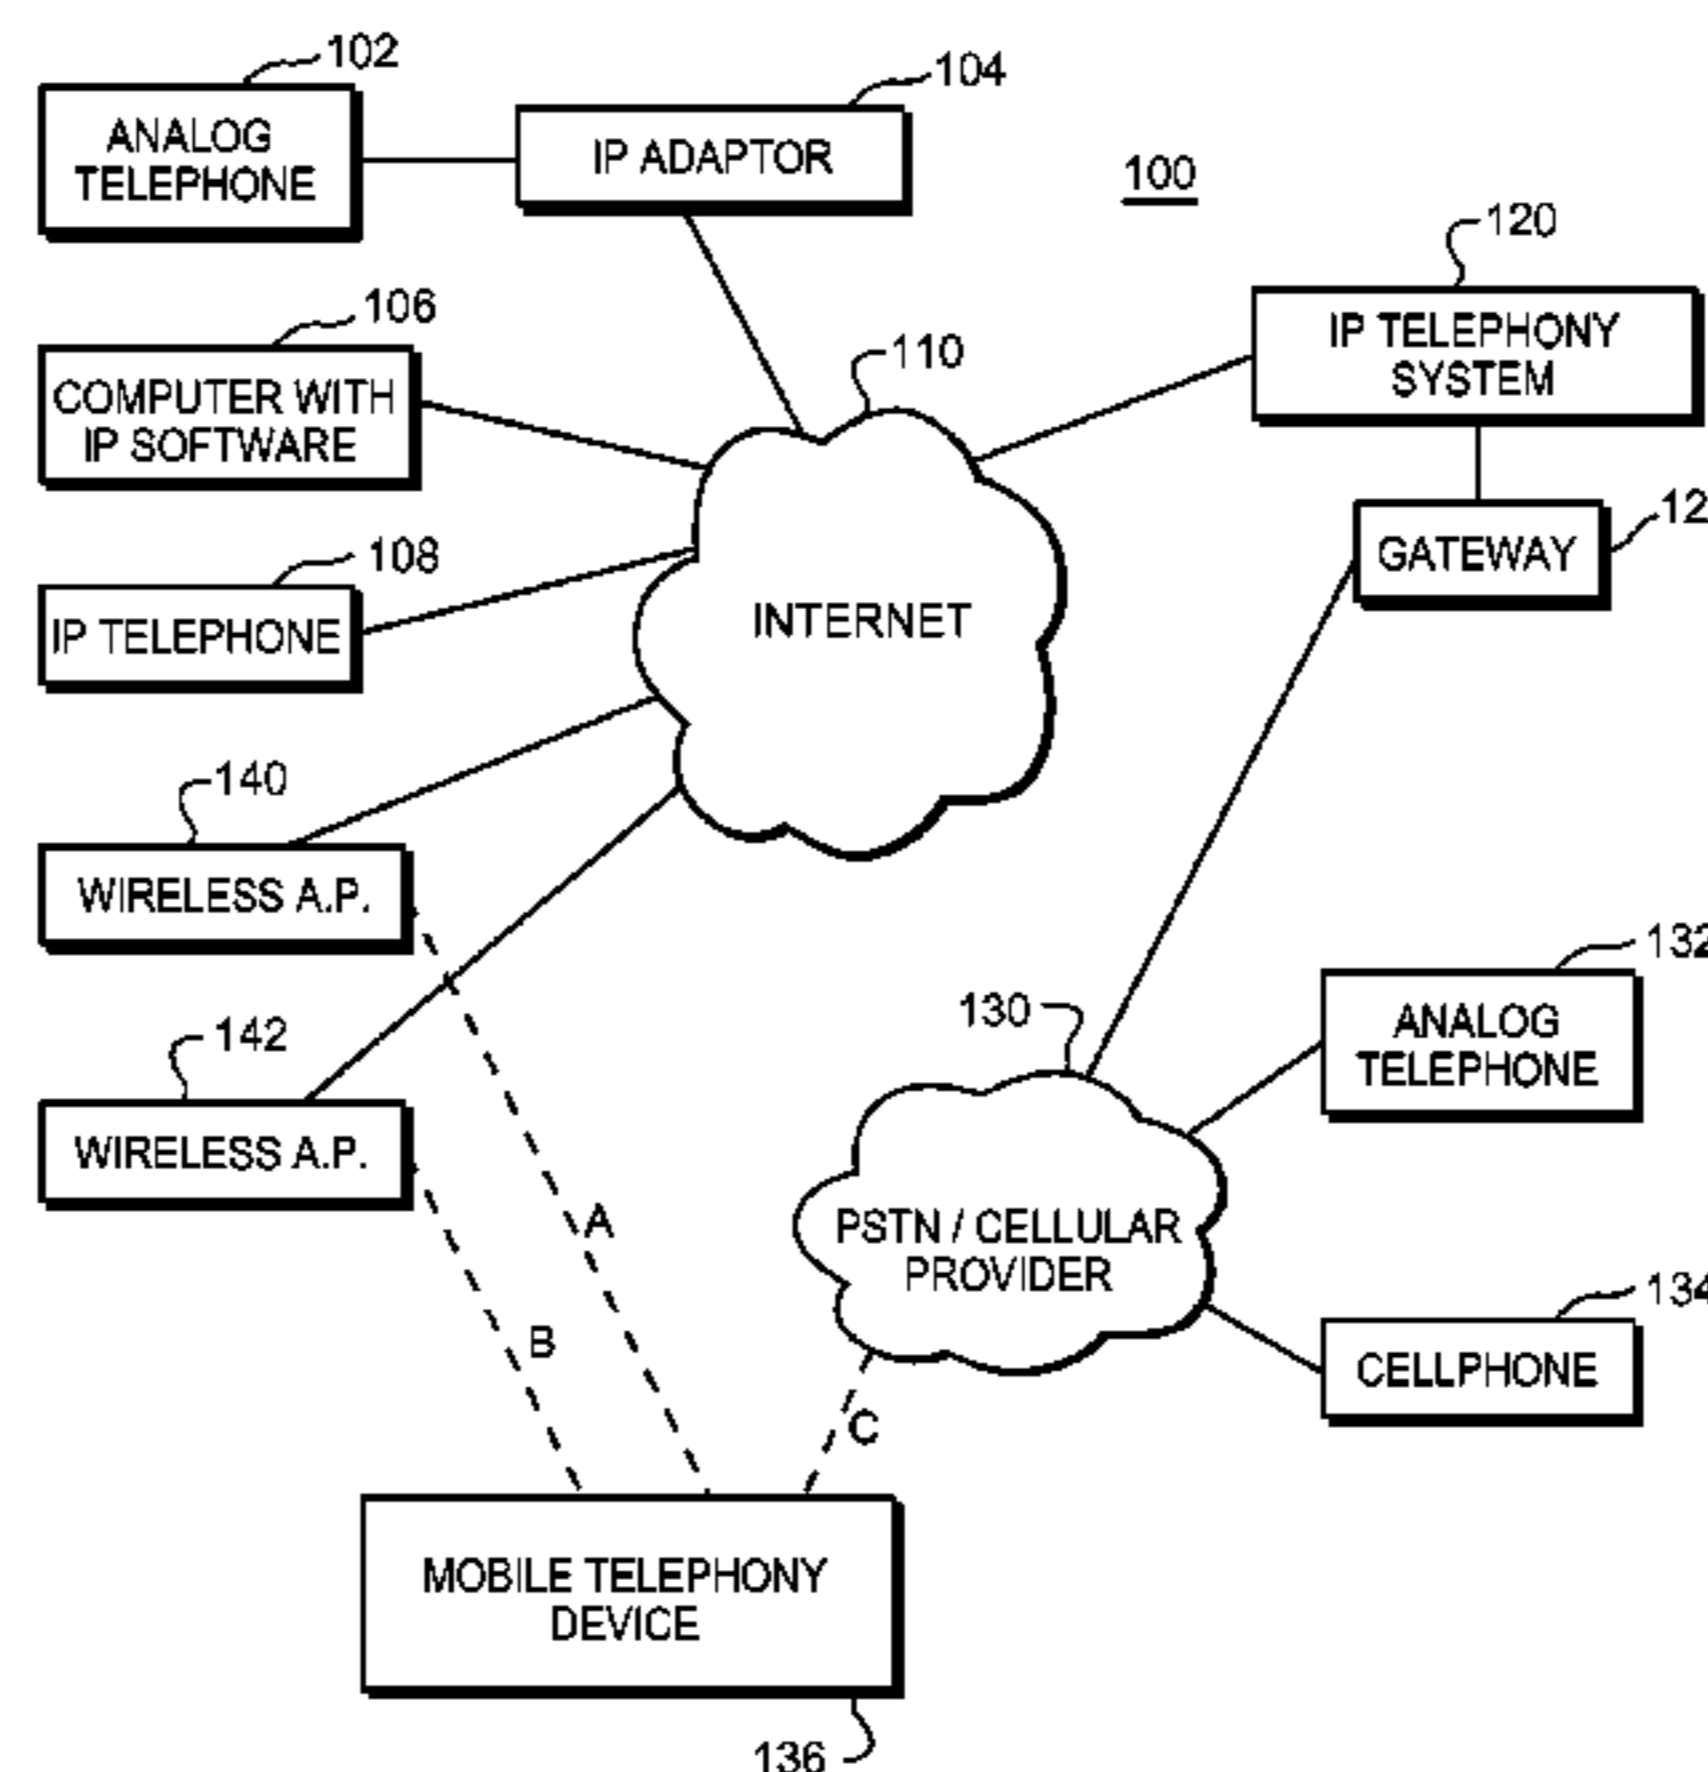 102
104
ANALOG
TELEPHONE
IP ADAPTOR
100
120
106
IP TELEPHONY
SYSTEM
110
COMPUTER WITH
IP SOFTWARE
12
GATEWAY
108
INTERNET
IP TELEPHONE
140
WIRELESS A.P.
132
130
ANALOG
TELEPHONE
142
WIRELESS A.P.
A
PSTN / CELLULAR
PROVIDER
134
B
CELLPHONE
C
MOBILE TELEPHONY
DEVICE
136